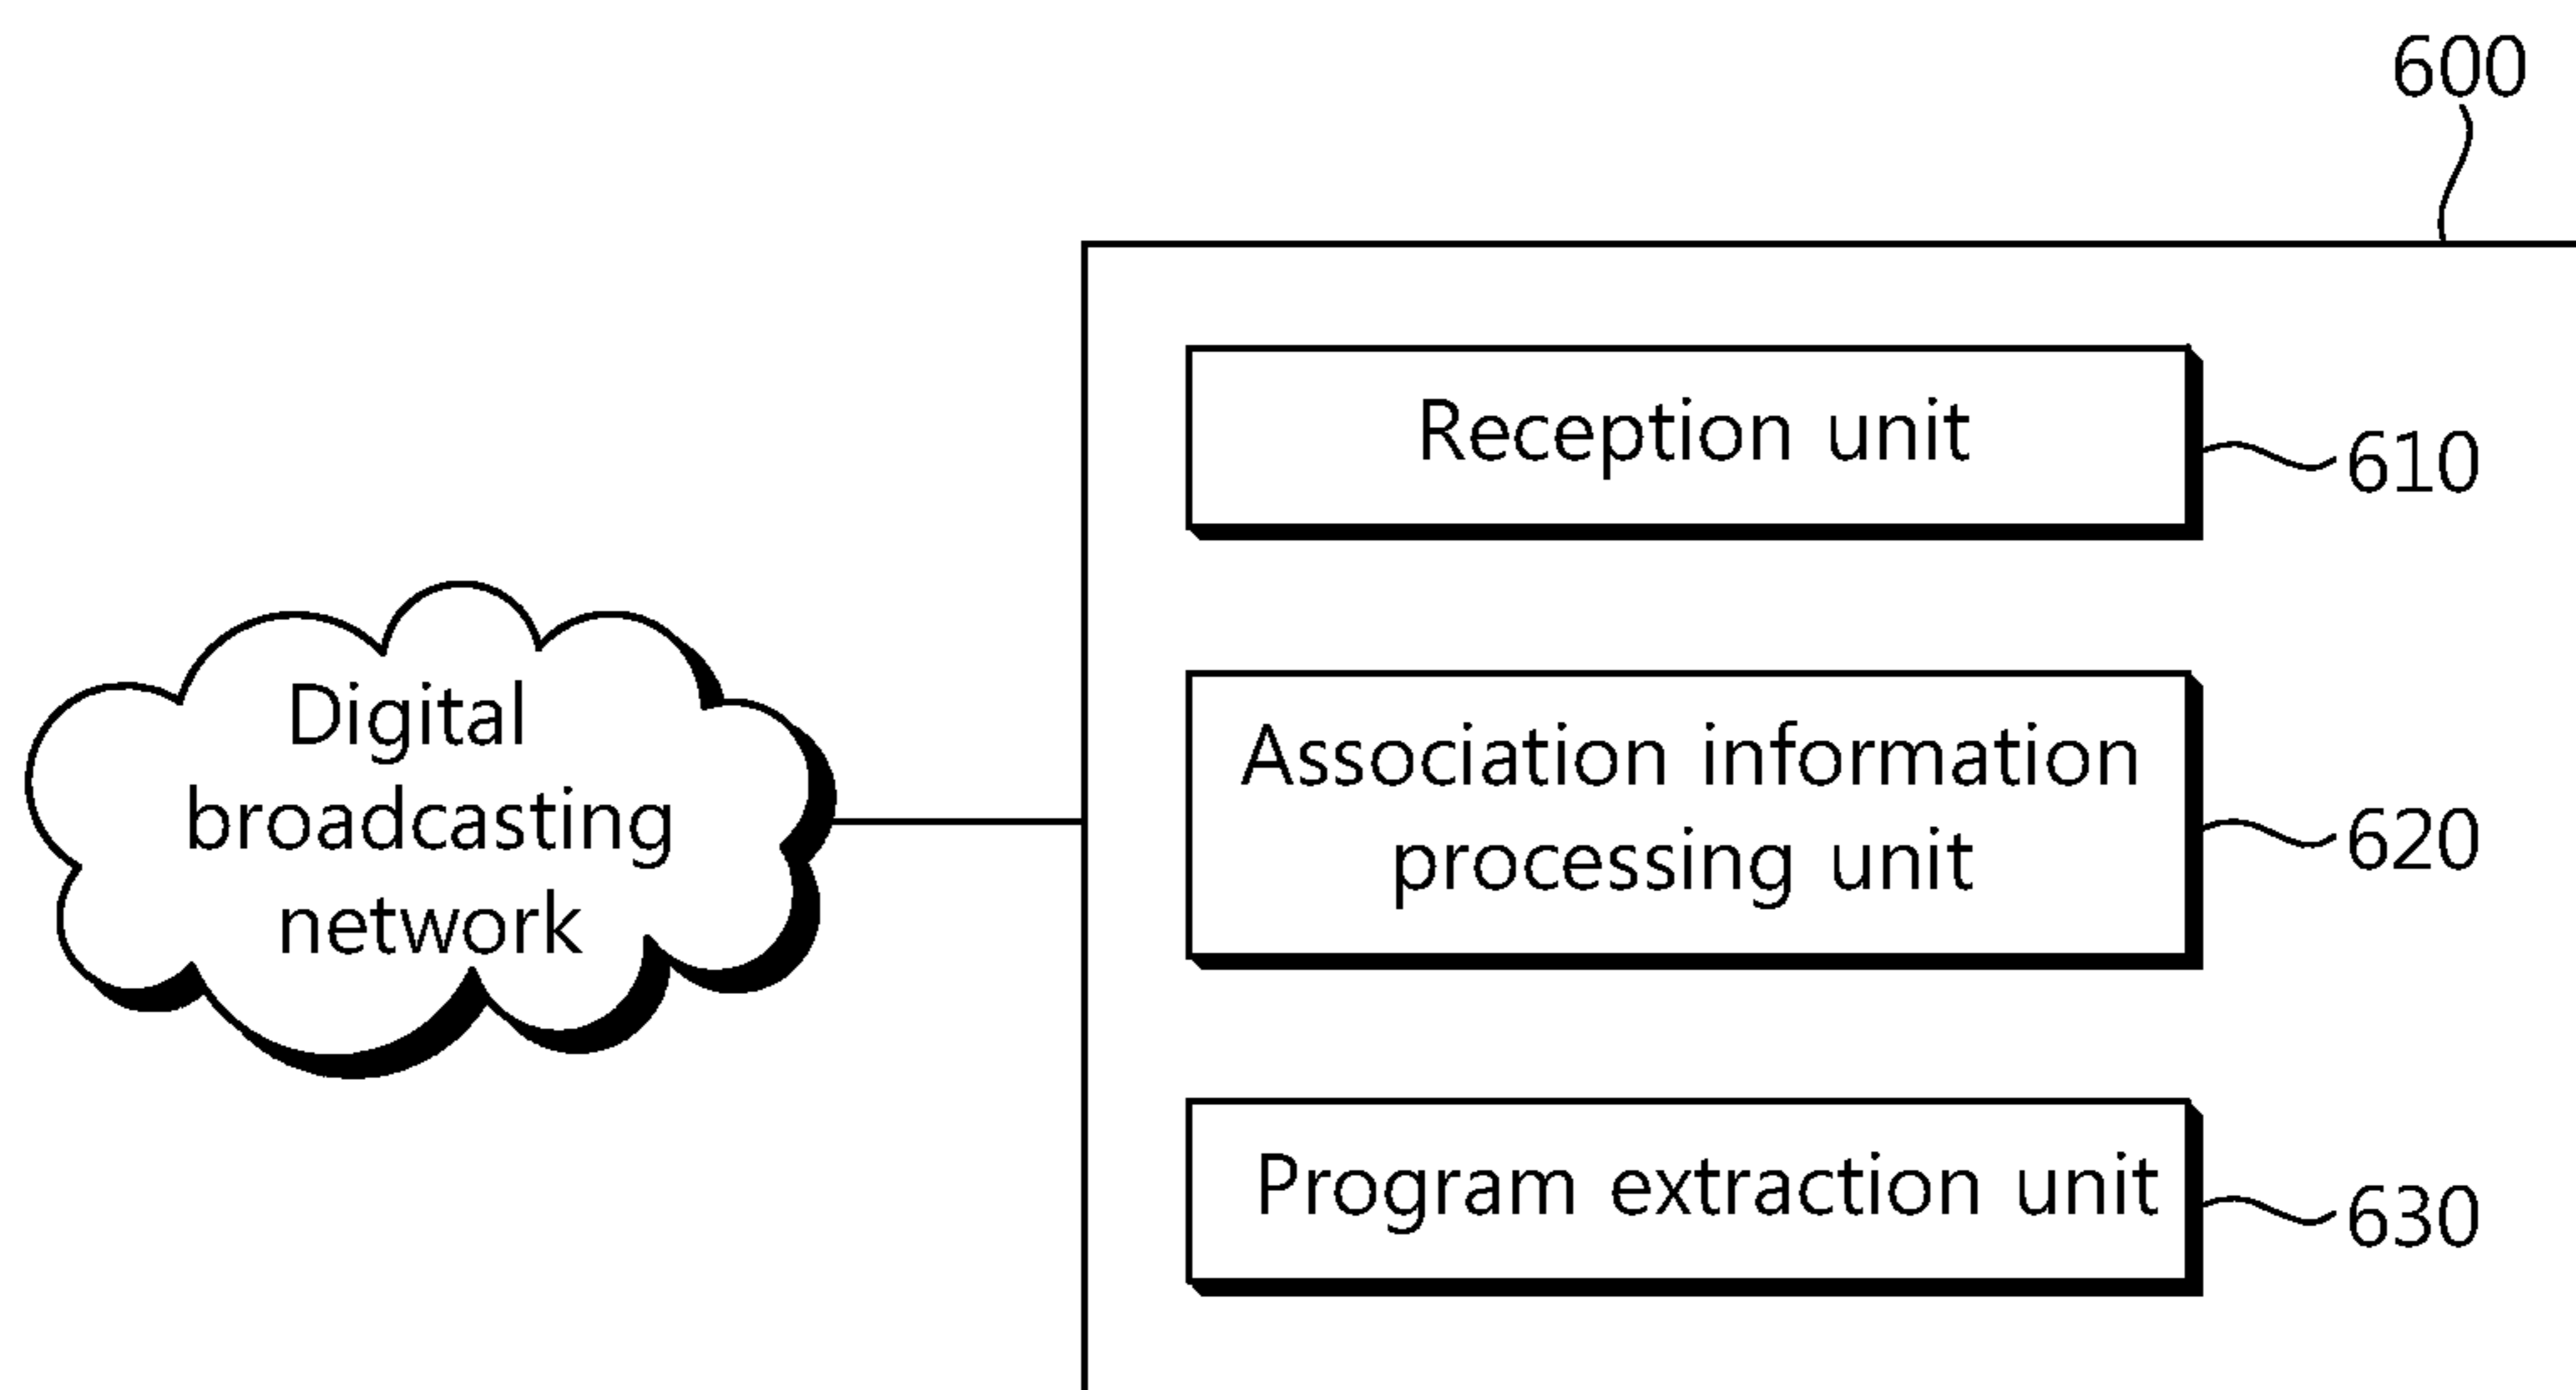 600
Reception unit
610
Digital
broadcasting
network
Association information
processing unit
620
Program extraction unit
630